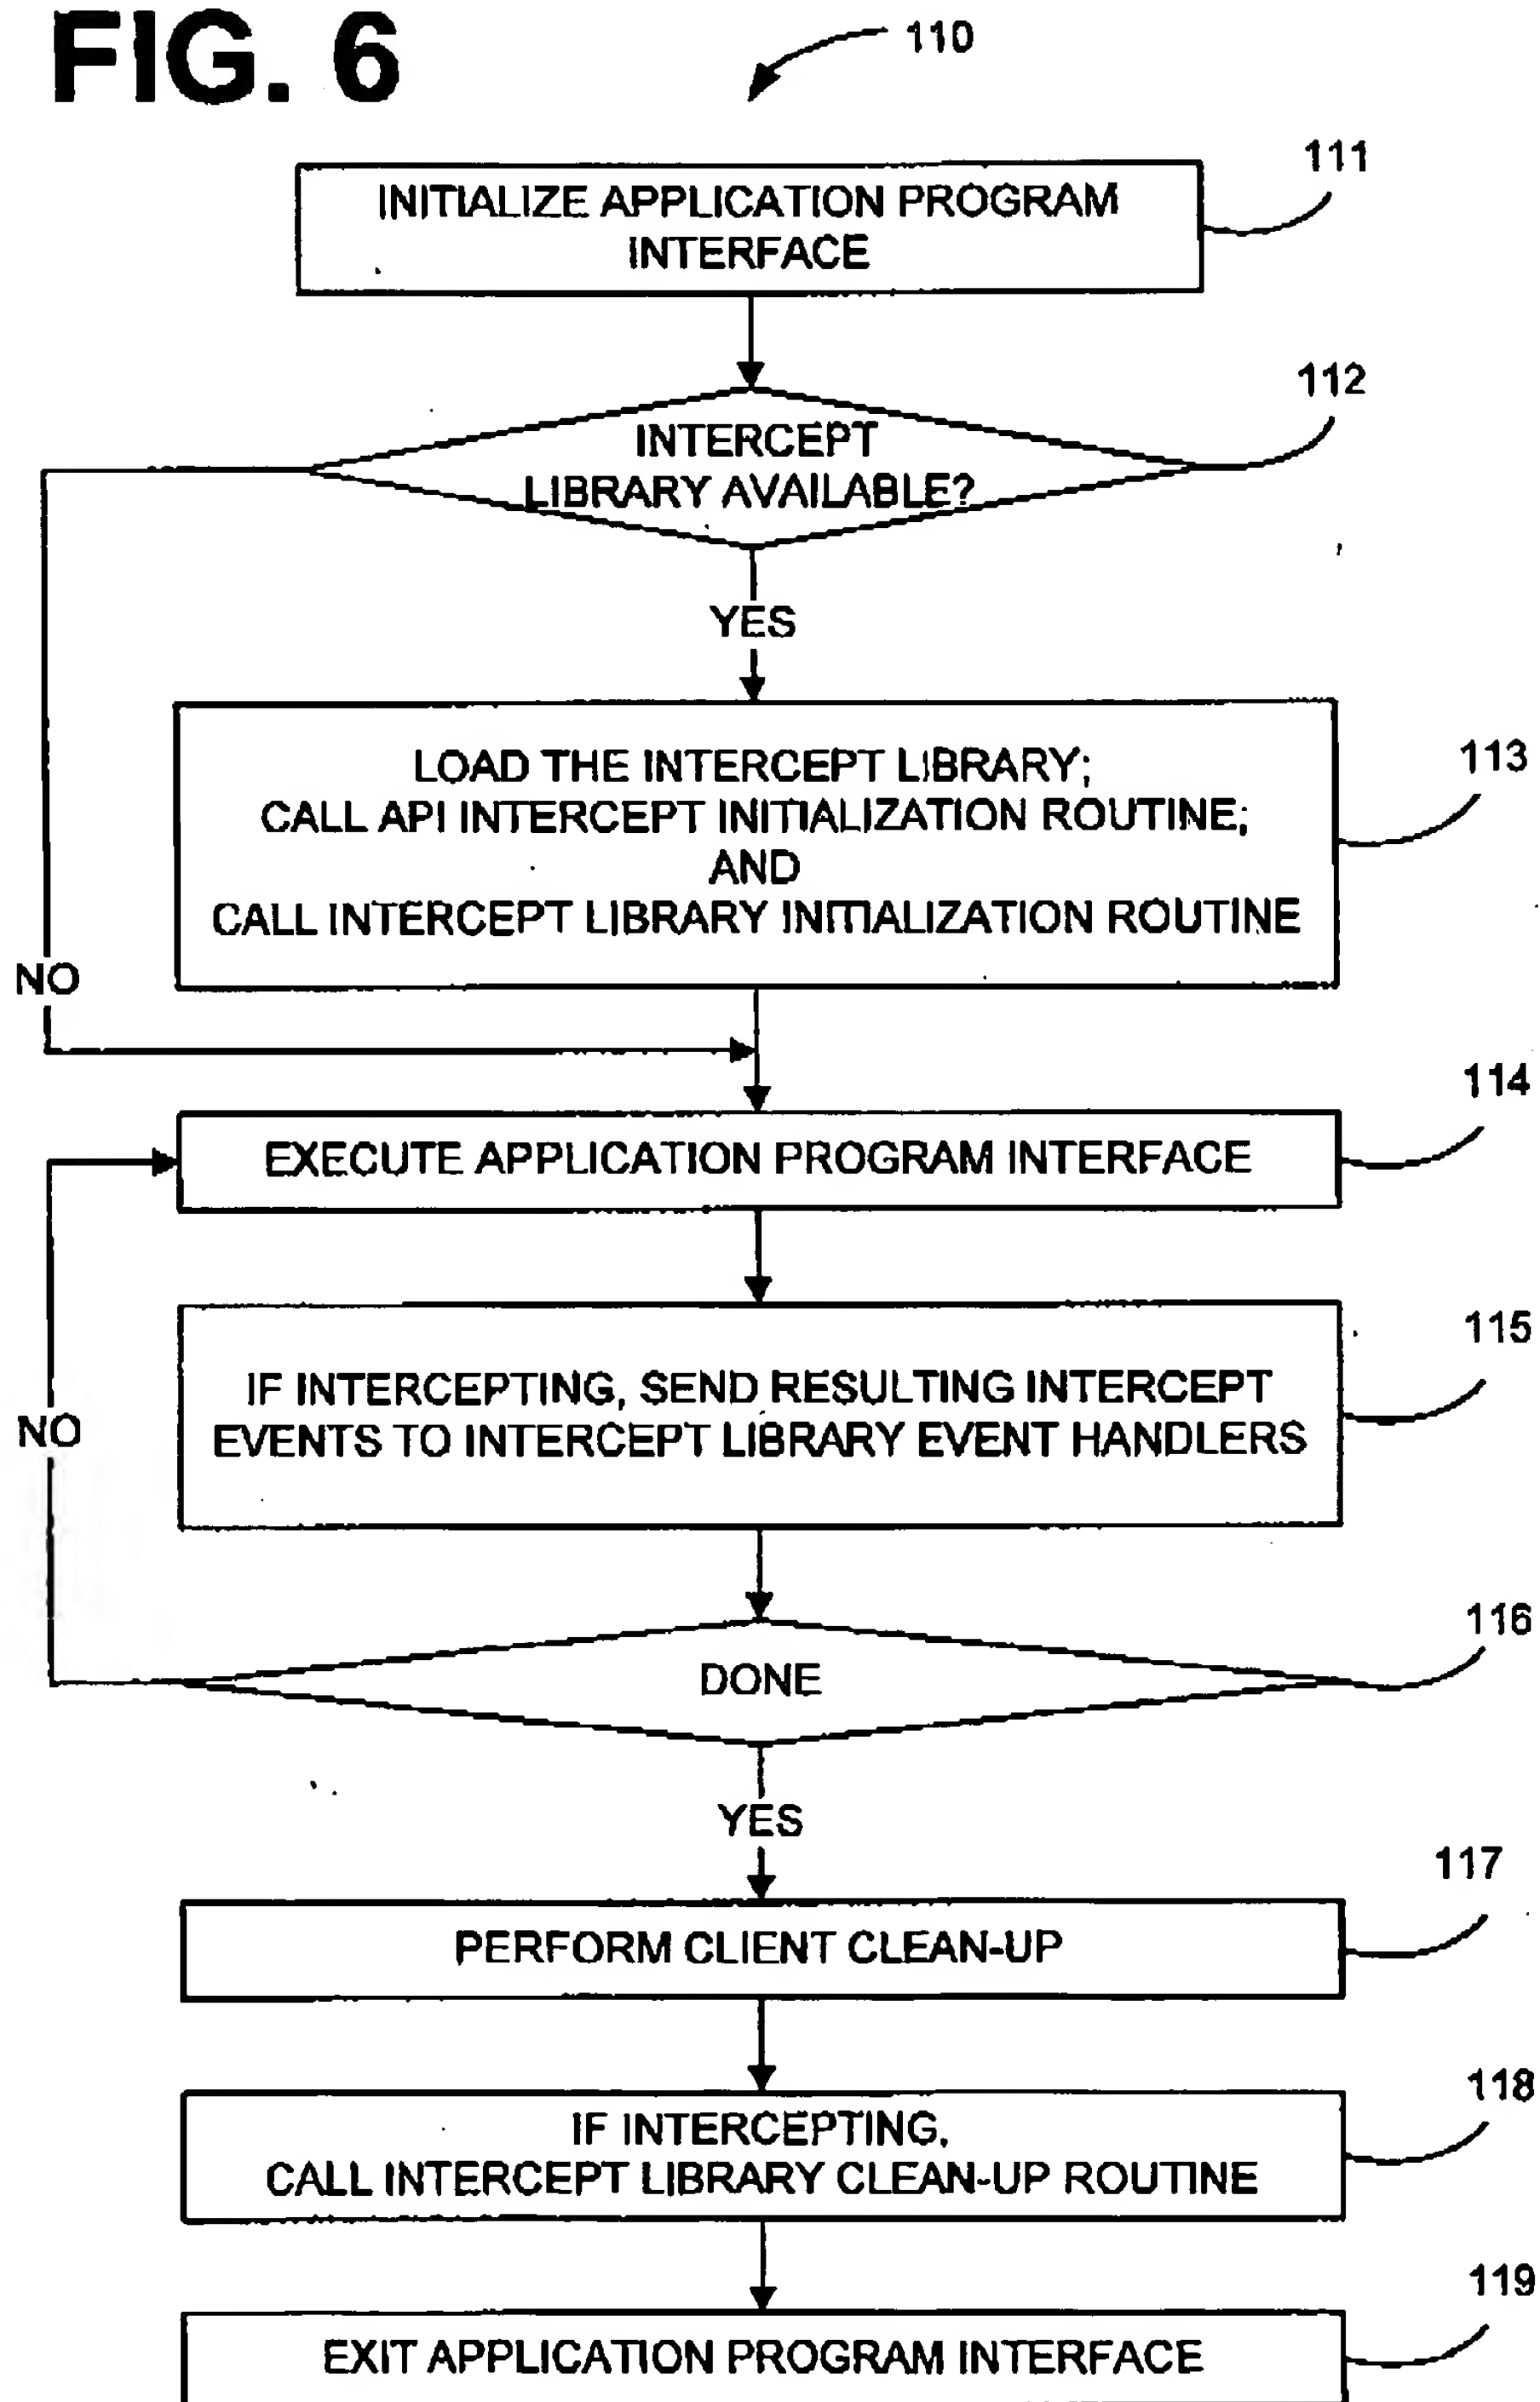 FIG. 6
110
111
INITIALIZE APPLICATION PROGRAM
INTERFACE
112
INTERCEPT
LIBRARY AVAILABLE?
YES
113
LOAD THE INTERCEPT LIBRARY;
CALL API INTERCEPT INITIALIZATION ROUTINE;
AND
CALL INTERCEPT LIBRARY INITIALIZATION ROUTINE
NO
114
EXECUTE APPLICATION PROGRAM INTERFACE
115
IF INTERCEPTING, SEND RESULTING INTERCEPT
EVENTS TO INTERCEPT LIBRARY EVENT HANDLERS
NO
116
DONE
YES
117
PERFORM CLIENT CLEAN-UP
118
IF INTERCEPTING,
CALL INTERCEPT LIBRARY CLEAN-UP ROUTINE
119
EXIT APPLICATION PROGRAM INTERFACE